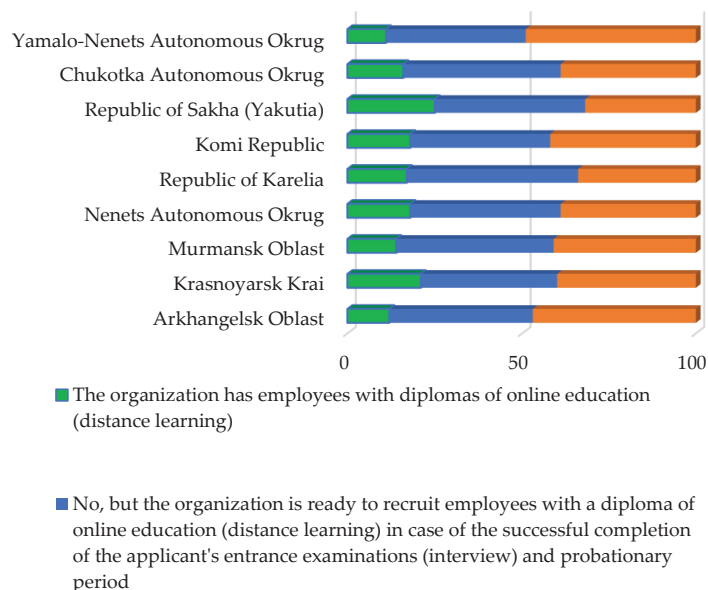 Yamalo-Nenets Autonomous Okrug
Chukotka Autonomous Okrug
Republic of Sakha (Yakutia)
Komi Republic
Republic of Karelia
Nenets Autonomous Okrug
Murmansk Oblast
Krasnoyarsk Krai
Arkhangelsk Oblast
0 50 100
The organization has employees with diplomas of online education
(distance learning)
No, but the organization is ready to recruit employees with a diploma of
online education (distance learning) in case of the successful completion
of the applicant's entrance examinations (interview) and probationary
period